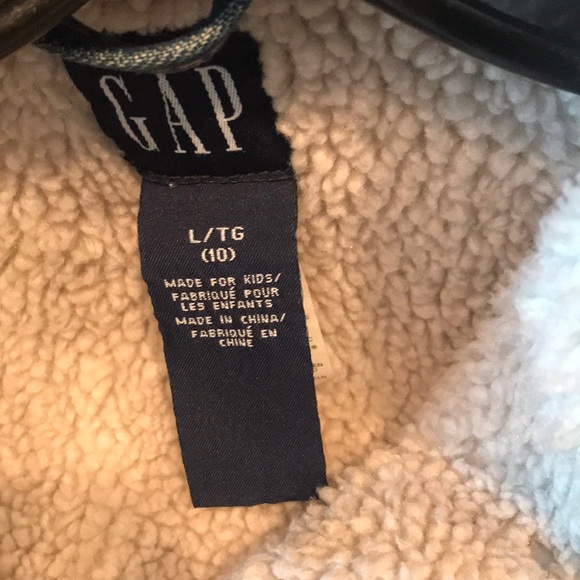 GAP
L/TG
(10)
MADE FOR KIDS/
FABRIQUÉ POUR
LES ENFANTS
MADE IN CHINA/
FABRIQUÉ EN
CHINE